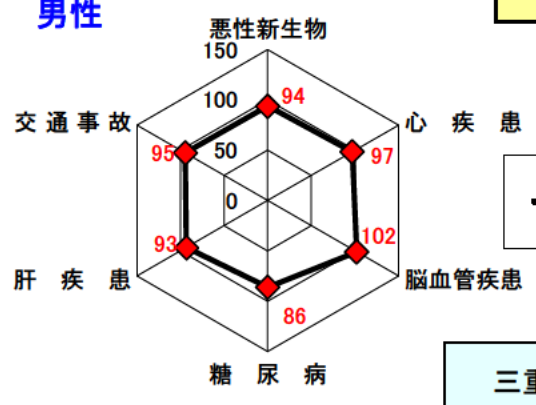 男性
悪性新生物
150
100
50
0
94
心疾患
97
102
脳血管疾患
86
糖尿病
93
肝疾患
95
交通事故
三重